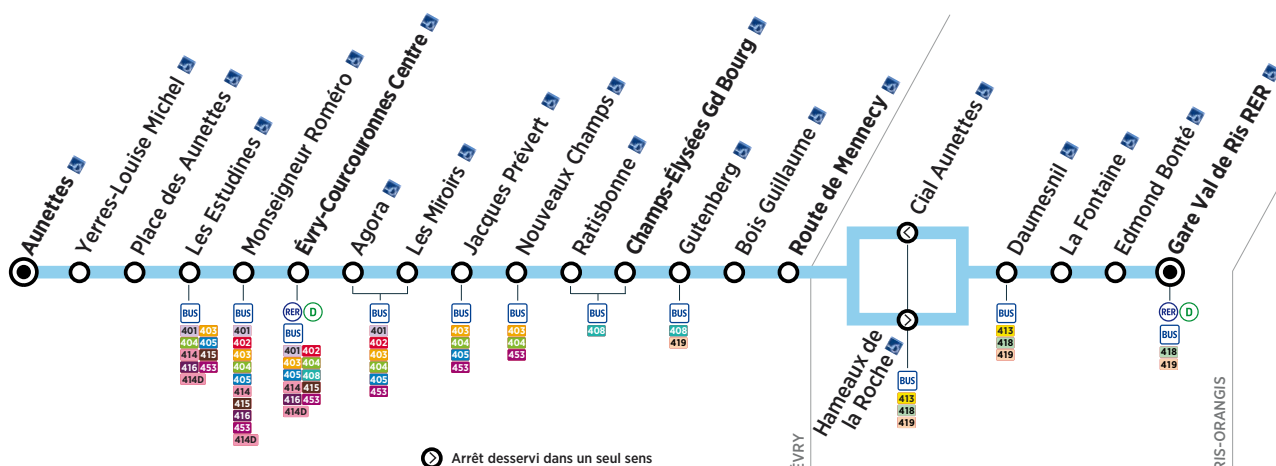 Aunettes
Yerres-Louise Michel
Place des Aunettes
Les Estudines
Monseigneur Roméro
Évry-Courcouronnes Centre
Agora
Les Miroirs
Jacques Prévert
Nouveaux Champs
Ratisbonne
Champs-Élysées Gd Bourg
Gutenberg
Bois Guillaume
Route de Mennecy
Cial Aunettes
Hameaux de
la Roche
Daumesnil
La Fontaine
Edmond Bonté
Gare Val de Ris RER
BUS
401 403
404 405
414 415
416 453
414D
BUS
401
402
403
404
405
414
415
416
453
414D
RER D
BUS
401 402
403 404
405 408
414 415
416 453
414D
BUS
401
402
403
404
405
453
BUS
403
404
405
453
BUS
403
404
453
BUS
408
BUS
408
419
BUS
413
418
419
BUS
413
418
419
RER D
BUS
418
419
Arrêt desservi dans un seul sens
ÉVRY
RIS-ORANGIS